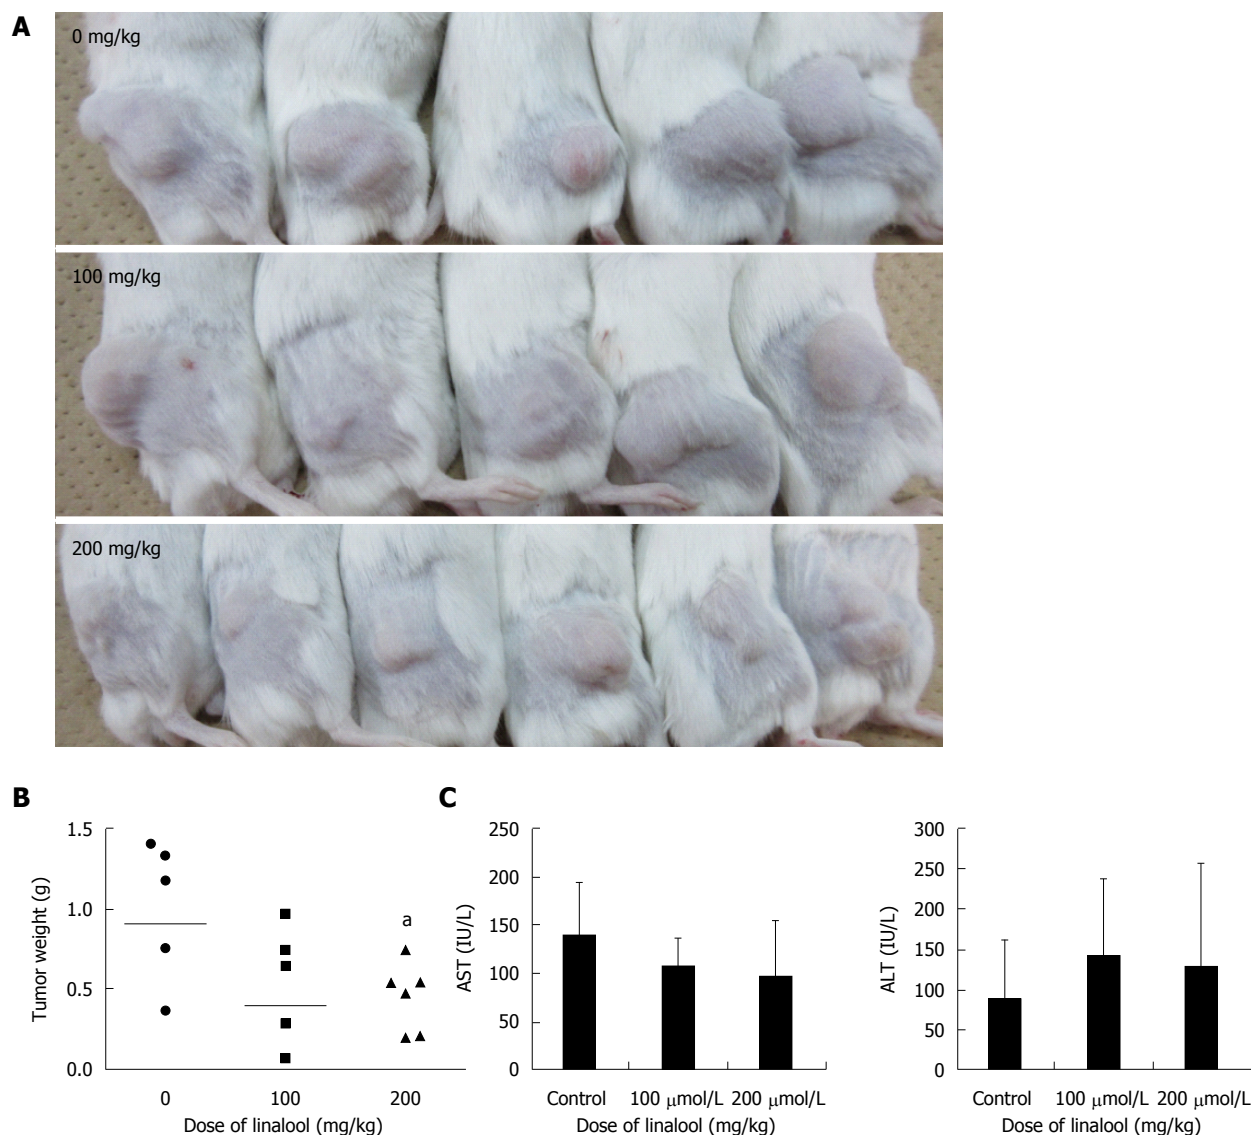 A
0 mg/kg
100 mg/kg
200 mg/kg
B
1.5
1.0
0.5
0.0
Tumor weight (g)
a
0 100 200
Dose of linalool (mg/kg)
C
250
200
150
100
50
0
AST (IU/L)
Control 100 μmol/L 200 μmol/L
Dose of linalool (mg/kg)
300
250
200
150
100
50
0
ALT (IU/L)
Control 100 μmol/L 200 μmol/L
Dose of linalool (mg/kg)